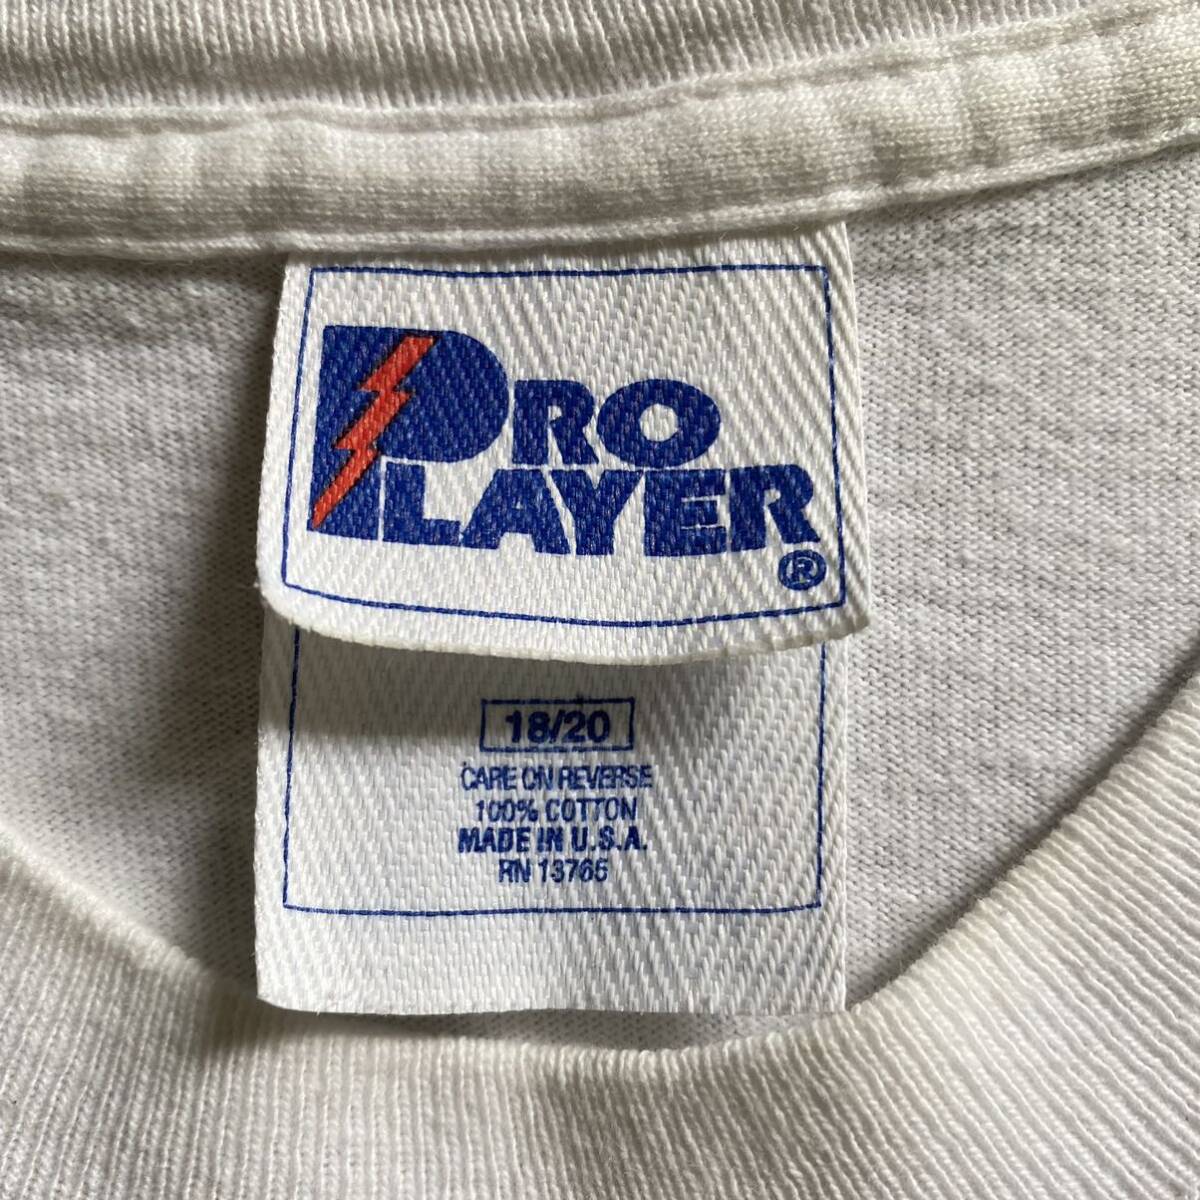 PRO
PLAYER®
18/20
CARE ON REVERSE
100% COTTON
MADE IN U.S.A.
RN 13765